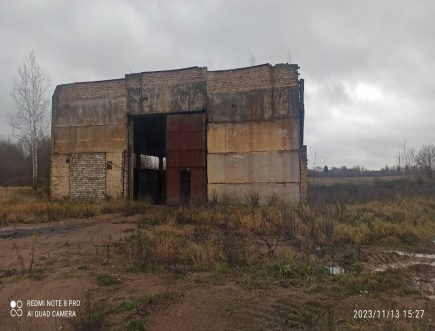 REDMI NOTE 8 PRO
AI QUAD CAMERA
2023/11/13 15:27